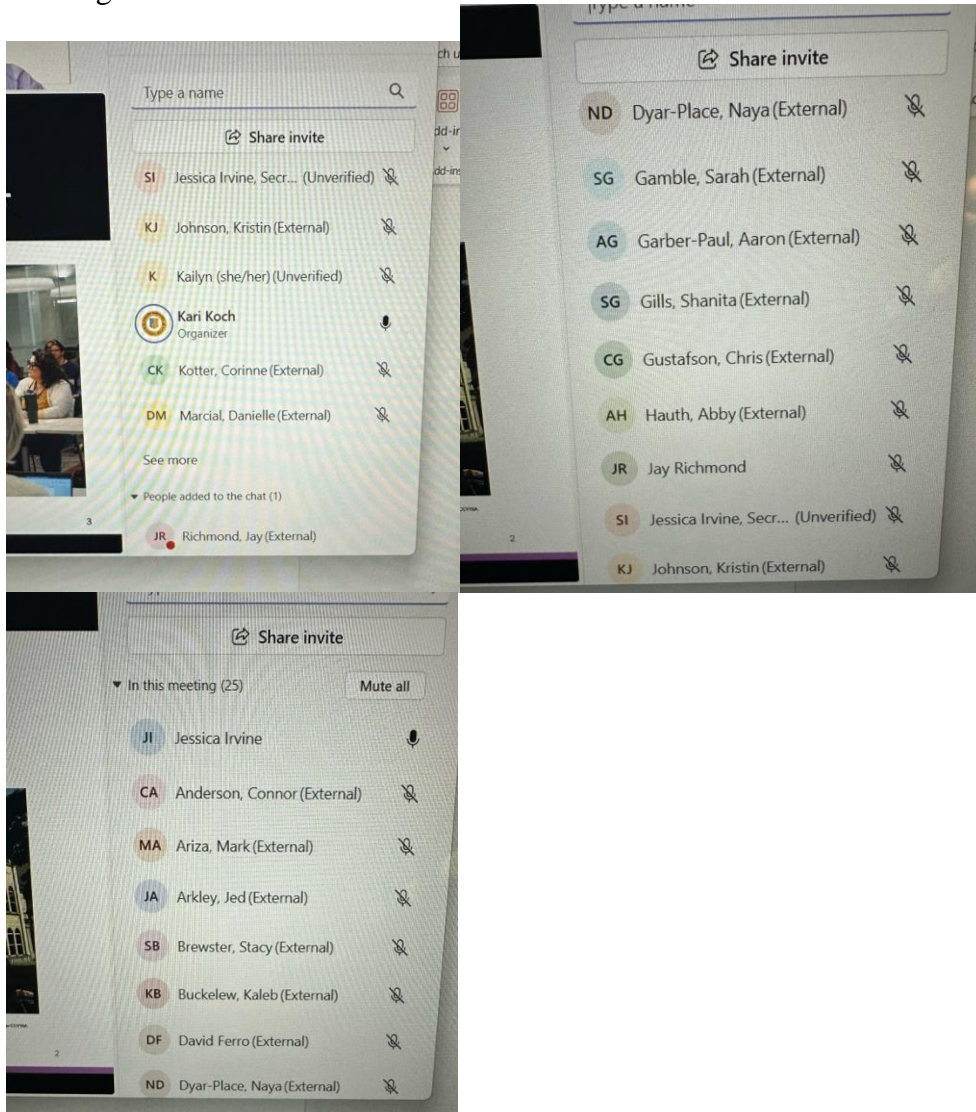 Type a name
Share invite
SI Jessica Irvine, Secr... (Unverified)
KJ Johnson, Kristin (External)
K Kailyn (she/her) (Unverified)
Kari Koch
Organizer
CK Kotter, Corinne (External)
DM Marcial, Danielle (External)
See more
People added to the chat (1)
JR Richmond, Jay (External)
3
Share invite
ND Dyar-Place, Naya (External)
SG Gamble, Sarah (External)
AG Garber-Paul, Aaron (External)
SG Gills, Shanita (External)
CG Gustafson, Chris (External)
AH Hauth, Abby (External)
JR Jay Richmond
SI Jessica Irvine, Secr... (Unverified)
KJ Johnson, Kristin (External)
2
Share invite
In this meeting (25) Mute all
JI Jessica Irvine
CA Anderson, Connor (External)
MA Ariza, Mark (External)
JA Arkley, Jed (External)
SB Brewster, Stacy (External)
KB Buckelew, Kaleb (External)
DF David Ferro (External)
ND Dyar-Place, Naya (External)
2